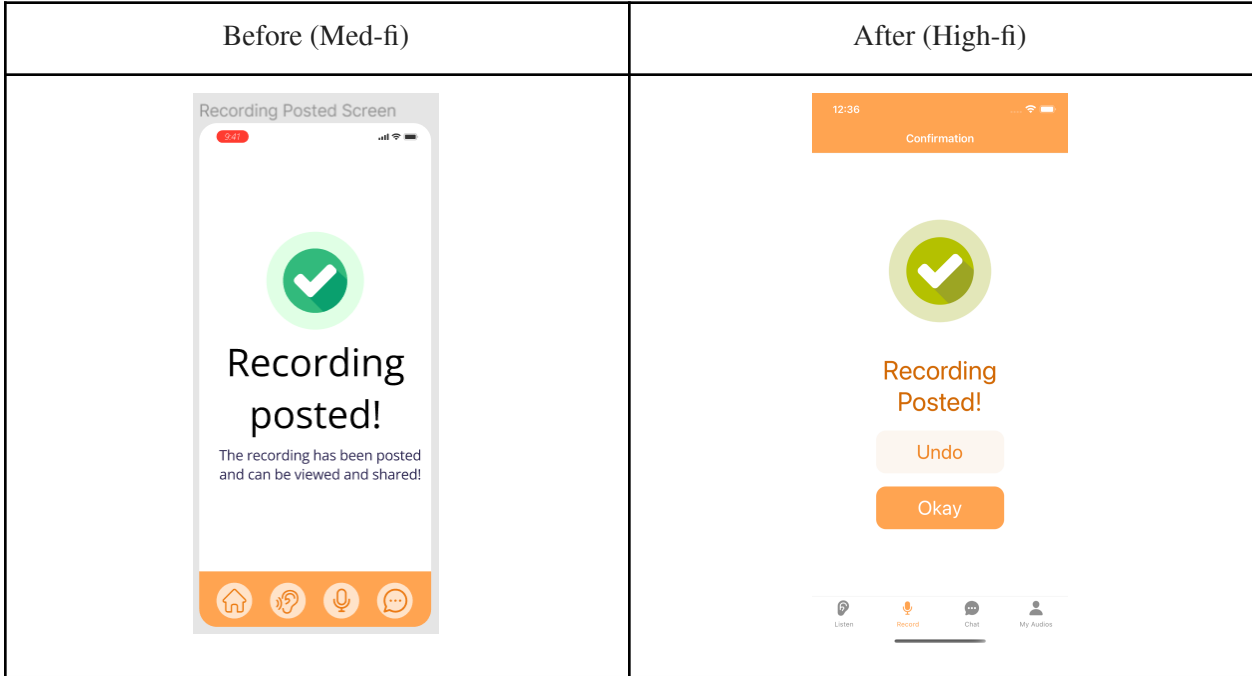 Before (Med-fi)
After (High-fi)
Recording Posted Screen
9:41
Recording
posted!
The recording has been posted
and can be viewed and shared!
12:36
Confirmation
Recording
Posted!
Undo
Okay
Listen
Record
Chat
My Audios